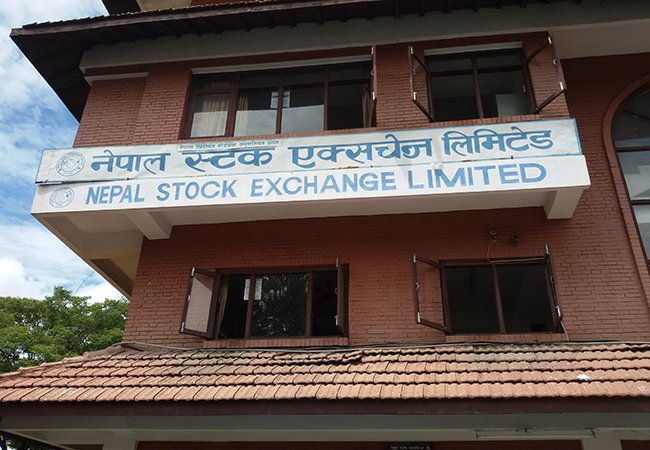 नेपाल स्टक एक्सचेन्ज लिमिटेड
NEPAL STOCK EXCHANGE LIMITED